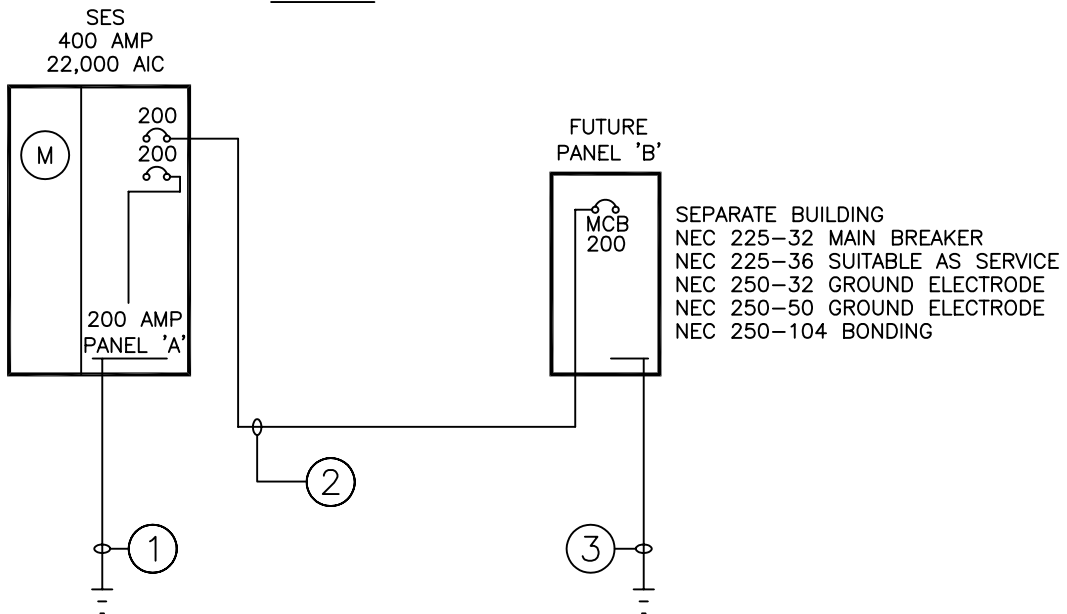 SES
400 AMP
22,000 AIC
M
200
200
200 AMP
PANEL 'A'
FUTURE
PANEL 'B'
MCB
200
SEPARATE BUILDING
NEC 225-32 MAIN BREAKER
NEC 225-36 SUITABLE AS SERVICE
NEC 250-32 GROUND ELECTRODE
NEC 250-50 GROUND ELECTRODE
NEC 250-104 BONDING
2
1
3